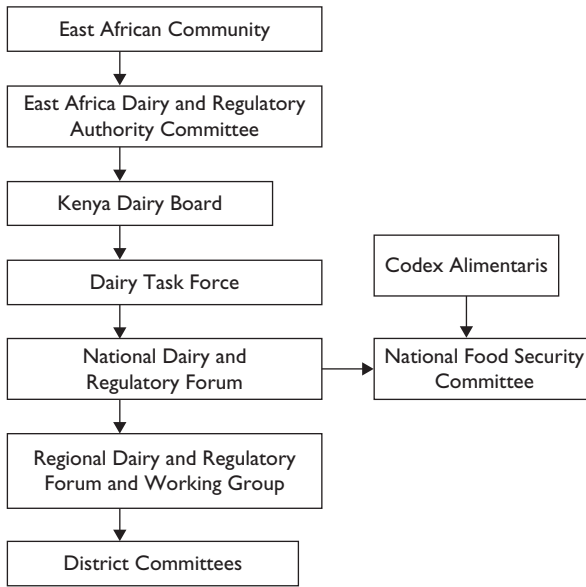 East African Community
East Africa Dairy and Regulatory
Authority Committee
Kenya Dairy Board
Dairy Task Force
Codex Alimentaris
National Dairy and
Regulatory Forum
National Food Security
Committee
Regional Dairy and Regulatory
Forum and Working Group
District Committees